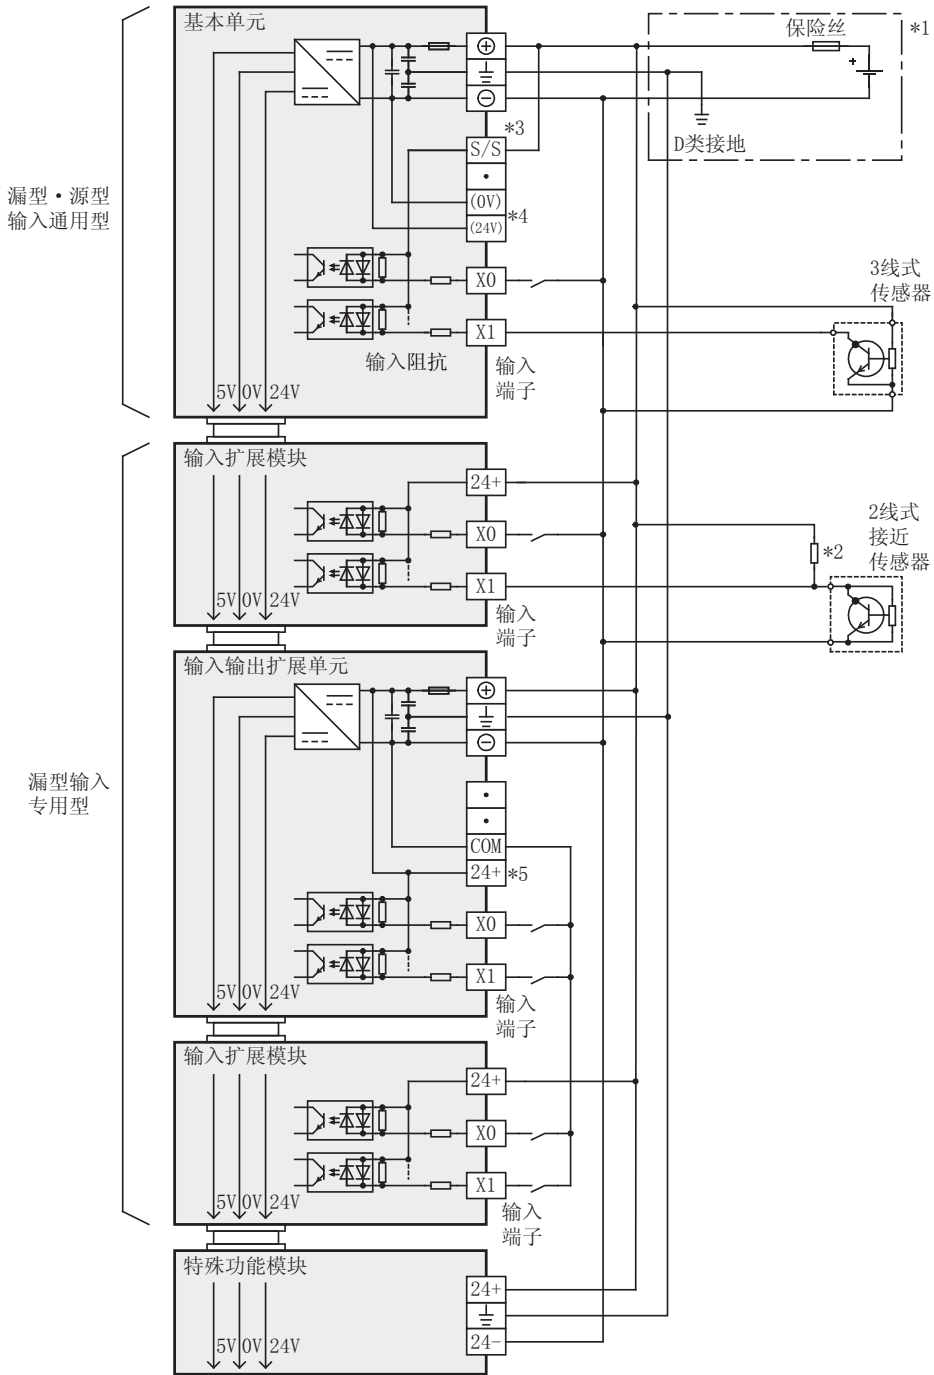 基本单元
保险丝
*1
+
D类接地
*3
S/S
(0V)
*4
(24V)
漏型・源型
输入通用型
X0
X1
输入阻抗
输入
端子
3线式
传感器
5V 0V 24V
输入扩展模块
24+
X0
X1
输入
端子
2线式
接近
传感器
*2
5V 0V 24V
输入输出扩展单元
漏型输入
专用型
COM
24+
*5
X0
X1
输入
端子
5V 0V 24V
输入扩展模块
24+
X0
X1
输入
端子
5V 0V 24V
特殊功能模块
24+
24-
5V 0V 24V